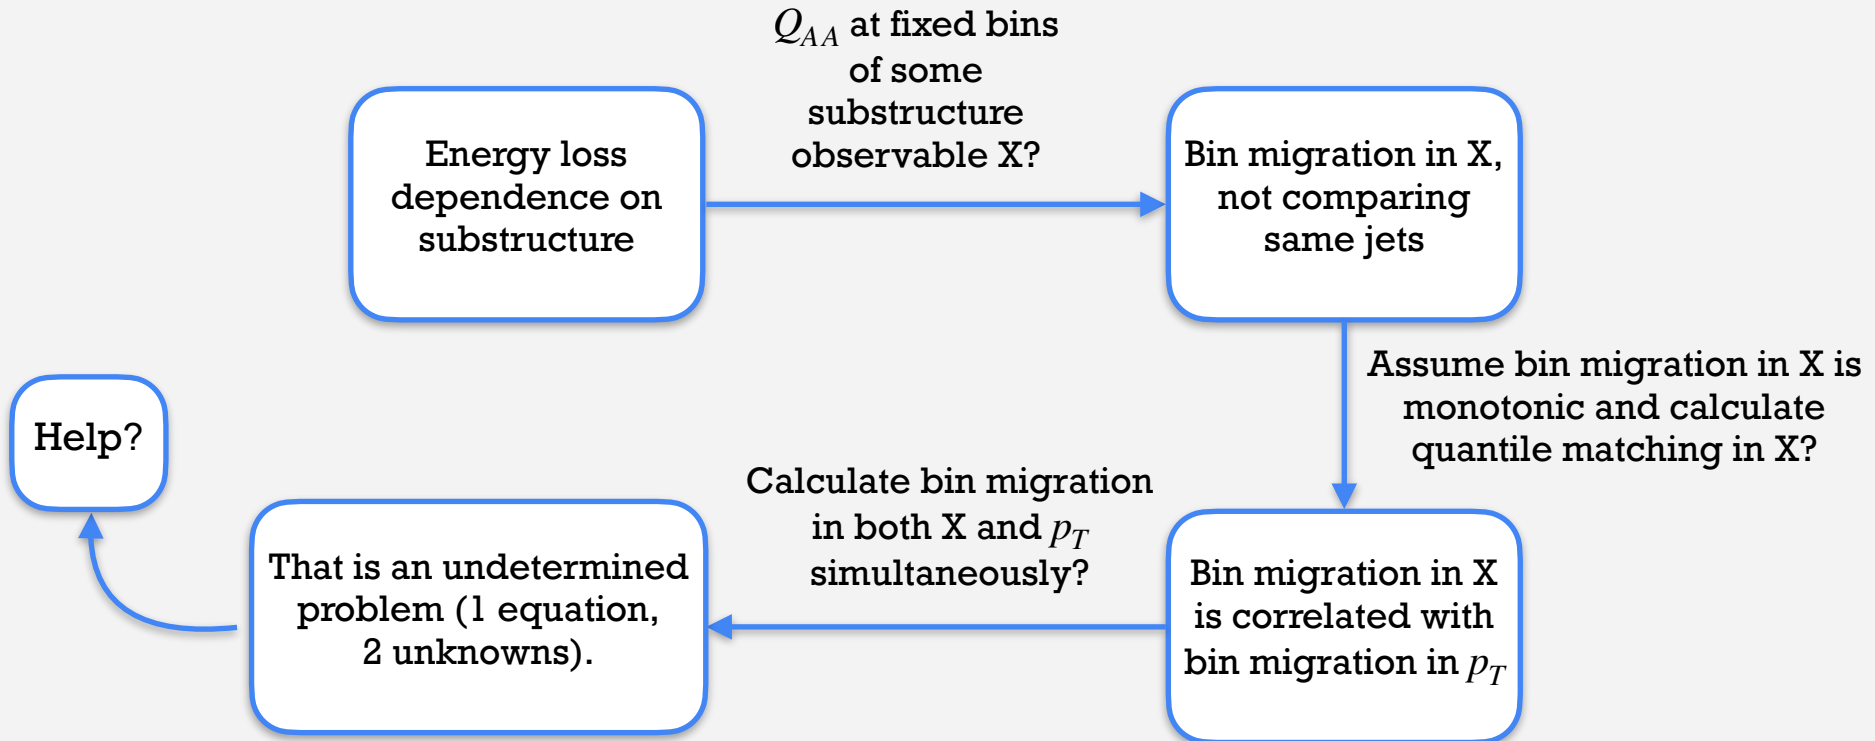 Q_{AA} at fixed bins
of some
substructure
observable X?
Energy loss
dependence on
substructure
Bin migration in X,
not comparing
same jets
Assume bin migration in X is
monotonic and calculate
quantile matching in X?
Bin migration in X
is correlated with
bin migration in p_T
Calculate bin migration
in both X and p_T
simultaneously?
That is an undetermined
problem (1 equation,
2 unknowns).
Help?